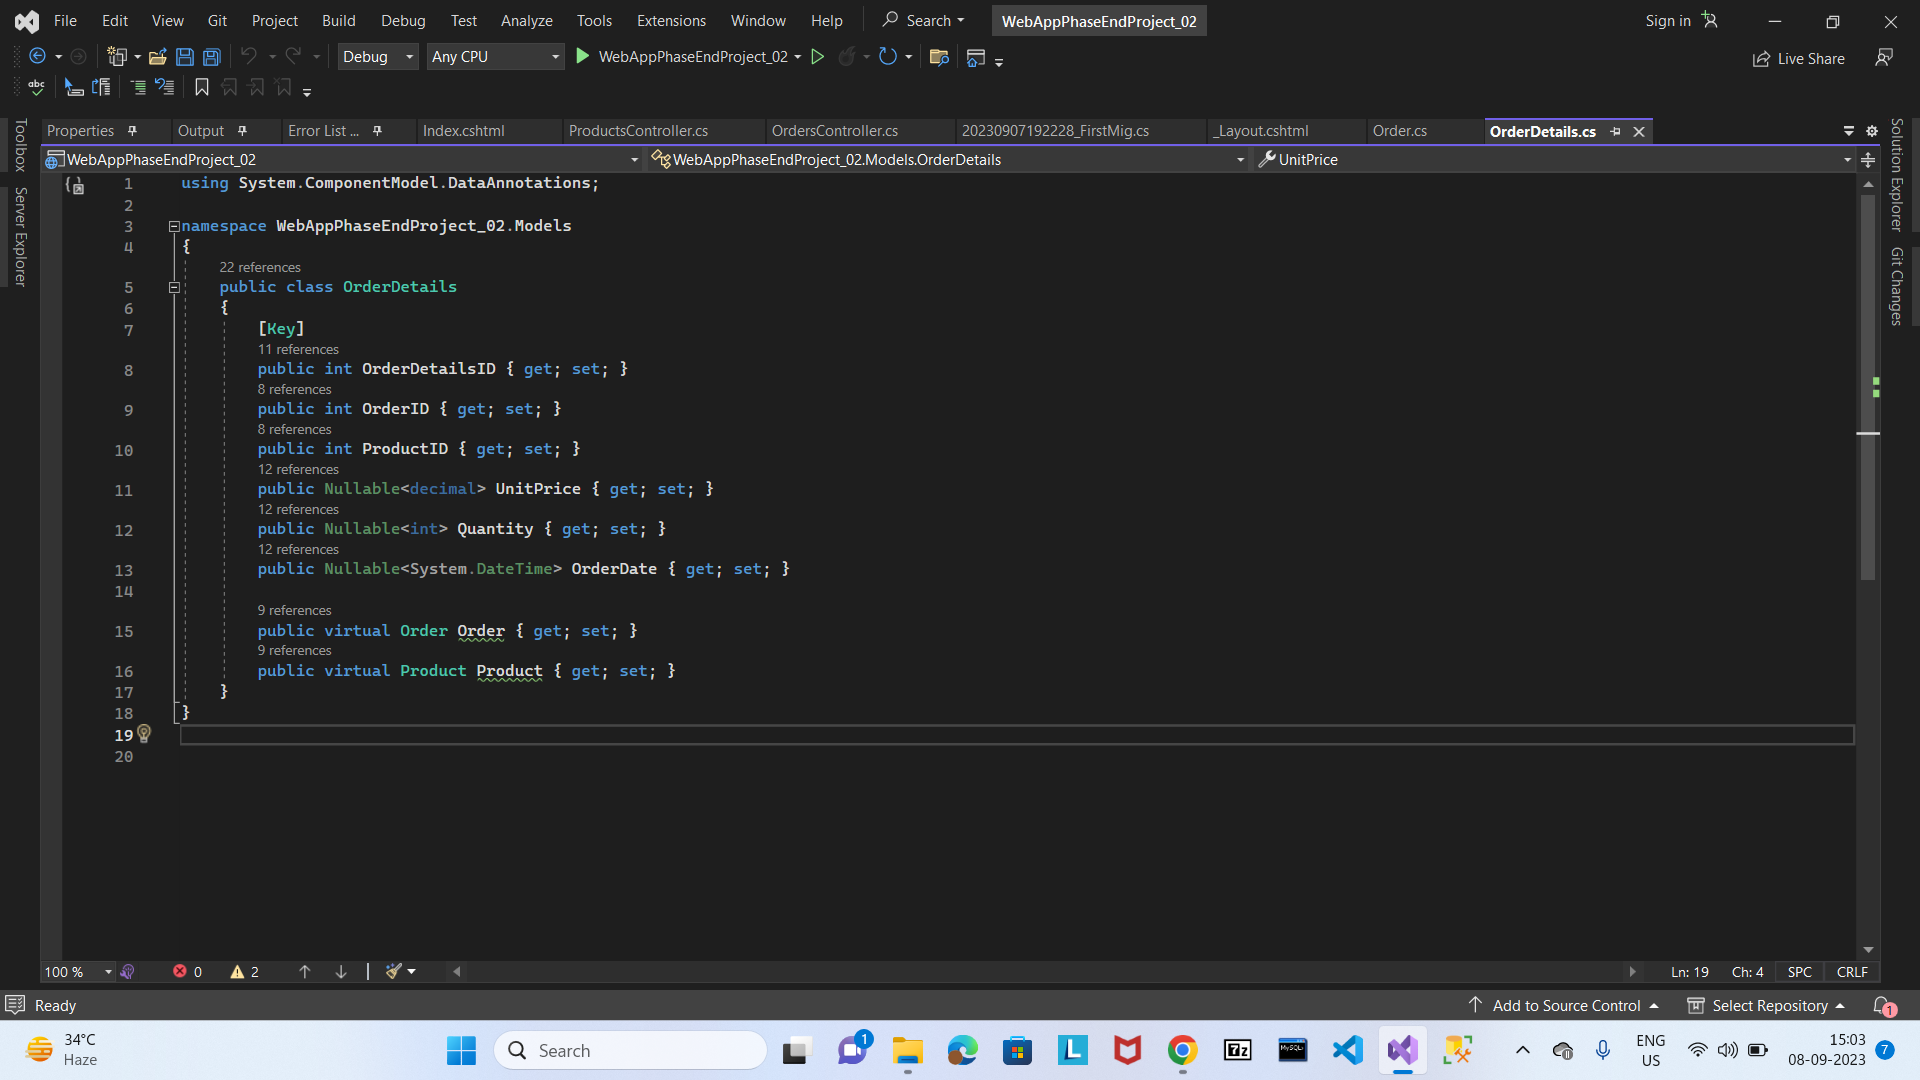 File Edit View Git Project Build Debug Test Analyze Tools Extensions Window Help Search WebAppPhaseEndProject_02 Sign in
Debug Any CPU WebAppPhaseEndProject_02 Live Share
abc
Toolbox
Server Explorer
Properties Output Error List ... Index.cshtml ProductsController.cs OrdersController.cs 20230907192228_FirstMig.cs _Layout.cshtml Order.cs OrderDetails.cs
WebAppPhaseEndProject_02 WebAppPhaseEndProject_02.Models.OrderDetails UnitPrice
1 using System.ComponentModel.DataAnnotations;
2
3 namespace WebAppPhaseEndProject_02.Models
4 {
22 references
5 public class OrderDetails
6 {
7 [Key]
11 references
8 public int OrderDetailsID { get; set; }
8 references
9 public int OrderID { get; set; }
8 references
10 public int ProductID { get; set; }
12 references
11 public Nullable<decimal> UnitPrice { get; set; }
12 references
12 public Nullable<int> Quantity { get; set; }
12 references
13 public Nullable<System.DateTime> OrderDate { get; set; }
14
9 references
15 public virtual Order Order { get; set; }
9 references
16 public virtual Product Product { get; set; }
17 }
18 }
19
20
Solution Explorer
Git Changes
100 % 0 2 Ln: 19 Ch: 4 SPC CRLF
Ready Add to Source Control Select Repository 1
34°C
Haze
Search
1
L
7z
MySQL
ENG
US
15:03
08-09-2023
7